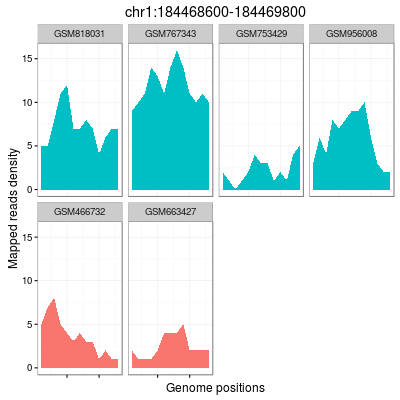 chr1:184468600-184469800
GSM818031 GSM767343 GSM753429 GSM956008
15
10
5
0
GSM466732 GSM663427
15
10
5
0
Mapped reads density
Genome positions